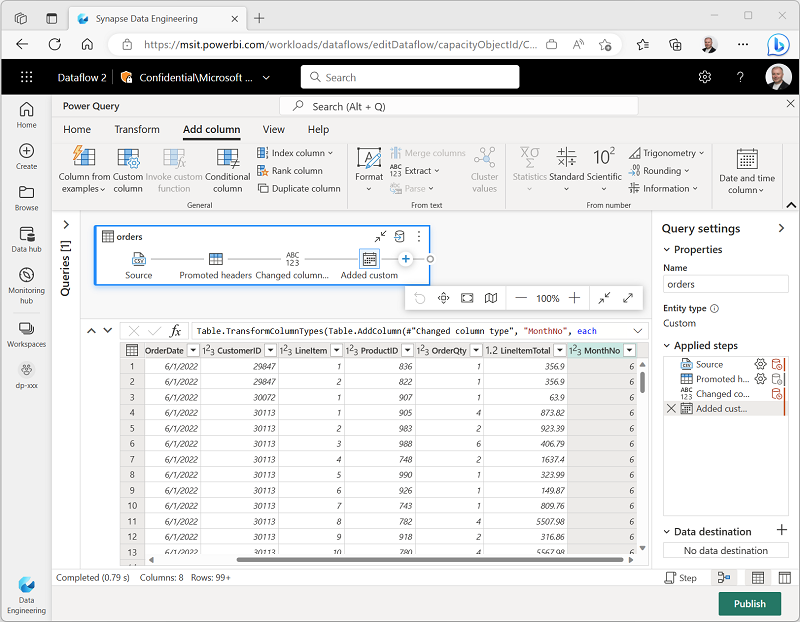 Synapse Data Engineering
https://msit.powerbi.com/workloads/dataflows/editDataflow/capacityObjectId/C...
Dataflow 2
Confidential\Microsoft ...
Search
Power Query
Search (Alt + Q)
Home
Transform
Add column
View
Help
Column from examples
Custom column
Invoke custom function
Conditional column
Index column
Rank column
Duplicate column
General
Format
ABC
123
Merge columns
Extract
Parse
Cluster values
From text
Statistics
Standard
Scientific
Trigonometry
Rounding
Information
From number
Date and time column
Home
Create
Browse
Data hub
Monitoring hub
Workspaces
dp-xxx
Data Engineering
Queries [1]
orders
Source
Promoted headers
ABC
123
Changed column...
Added custom
100%
fx
Table.TransformColumnTypes(Table.AddColumn(#"Changed column type", "MonthNo", each
OrderDate 123 CustomerID 123 LineItem 123 ProductID 123 OrderQty 1.2 LineItemTotal 123 MonthNo
1 6/1/2022 29847 1 836 1 356.9 6
2 6/1/2022 29847 2 822 1 356.9 6
3 6/1/2022 30072 1 907 1 63.9 6
4 6/1/2022 30113 1 905 4 873.82 6
5 6/1/2022 30113 2 983 2 923.39 6
6 6/1/2022 30113 3 988 6 406.79 6
7 6/1/2022 30113 4 748 2 1637.4 6
8 6/1/2022 30113 5 990 1 323.99 6
9 6/1/2022 30113 6 926 1 149.87 6
10 6/1/2022 30113 7 743 1 809.76 6
11 6/1/2022 30113 8 782 4 5507.98 6
12 6/1/2022 30113 9 918 2 316.86 6
13 6/1/2022 30113 10 780 4 5567.98 6
Completed (0.79 s) Columns: 8 Rows: 99+
Query settings
Properties
Name
orders
Entity type
Custom
Applied steps
Source
Promoted h...
ABC
123
Changed co...
Added cust...
Data destination
No data destination
Step
Publish